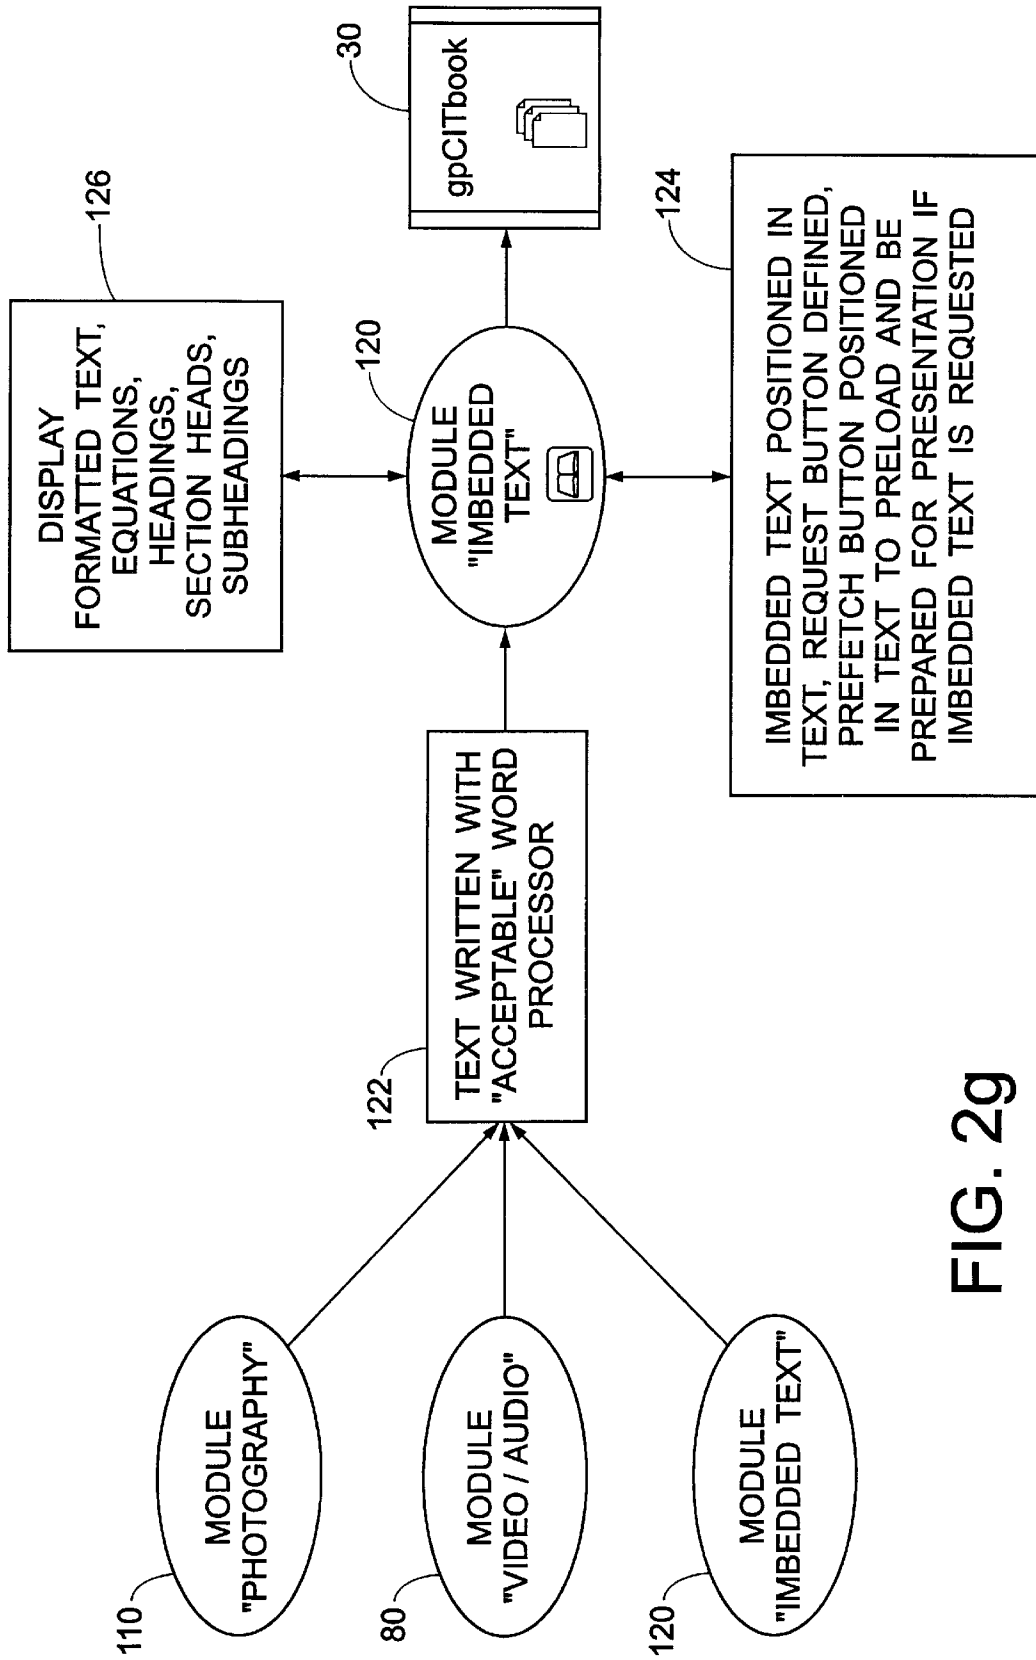 110
MODULE
"PHOTOGRAPHY"
80
MODULE
"VIDEO / AUDIO"
120
MODULE
"IMBEDDED TEXT"
122
TEXT WRITTEN WITH
"ACCEPTABLE" WORD
PROCESSOR
126
DISPLAY
FORMATTED TEXT,
EQUATIONS,
HEADINGS,
SECTION HEADS,
SUBHEADINGS
120
MODULE
"IMBEDDED
TEXT"
124
IMBEDDED TEXT POSITIONED IN
TEXT, REQUEST BUTTON DEFINED,
PREFETCH BUTTON POSITIONED
IN TEXT TO PRELOAD AND BE
PREPARED FOR PRESENTATION IF
IMBEDDED TEXT IS REQUESTED
30
gpCITbook
FIG. 2g